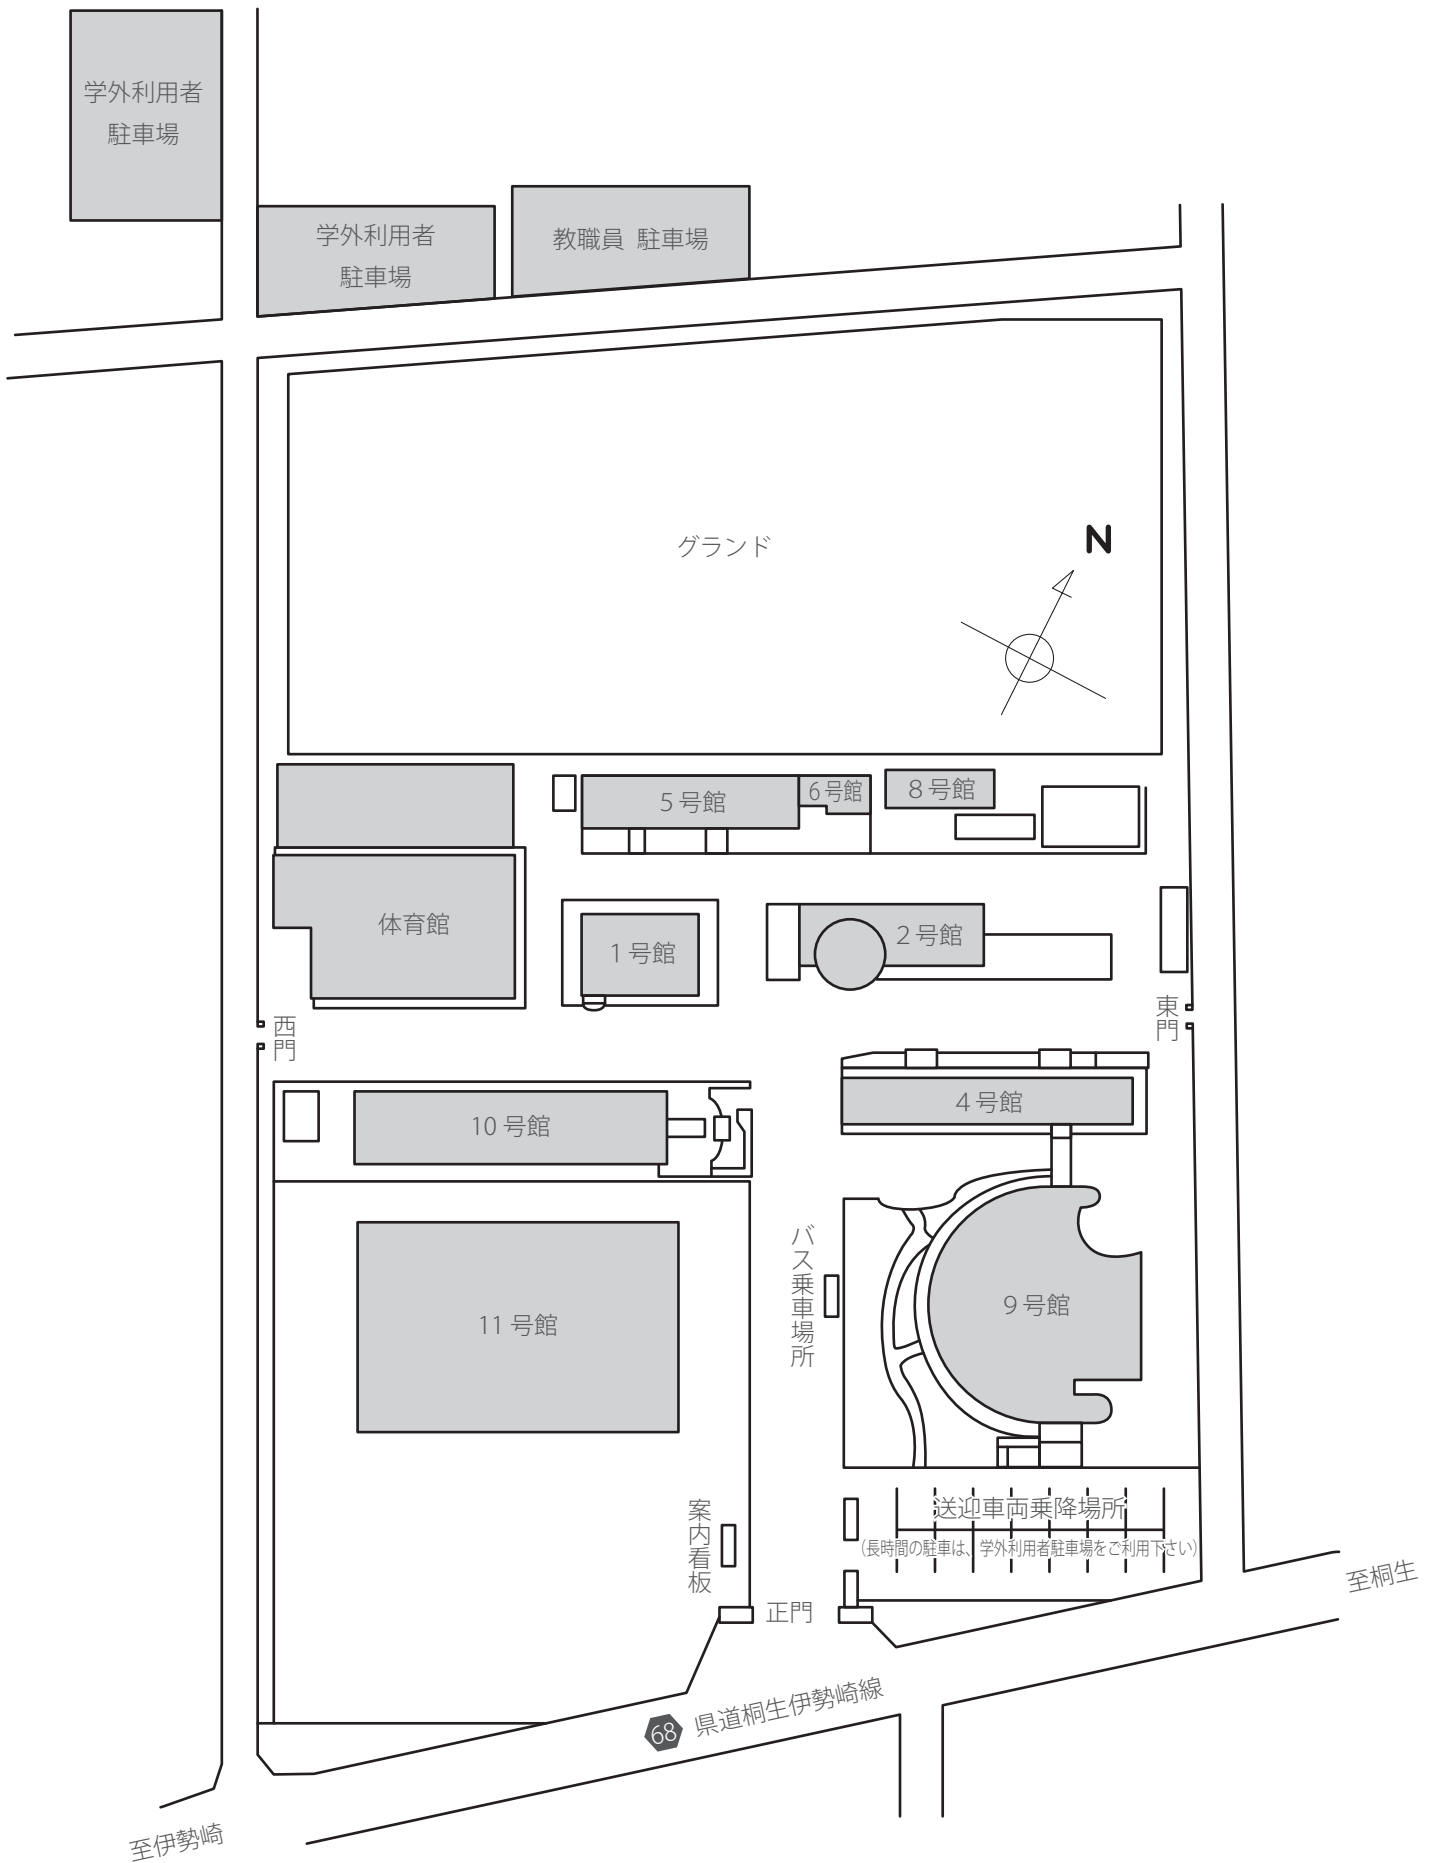 学外利用者
駐車場
学外利用者
駐車場
教職員 駐車場
グランド
N
5号館
6号館
8号館
体育館
1号館
2号館
東門
西門
4号館
10号館
バス乗車場所
9号館
11号館
案内看板
送迎車両乗降場所
(長時間の駐車は、学外利用者駐車場をご利用下さい)
正門
至桐生
68 県道桐生伊勢崎線
至伊勢崎